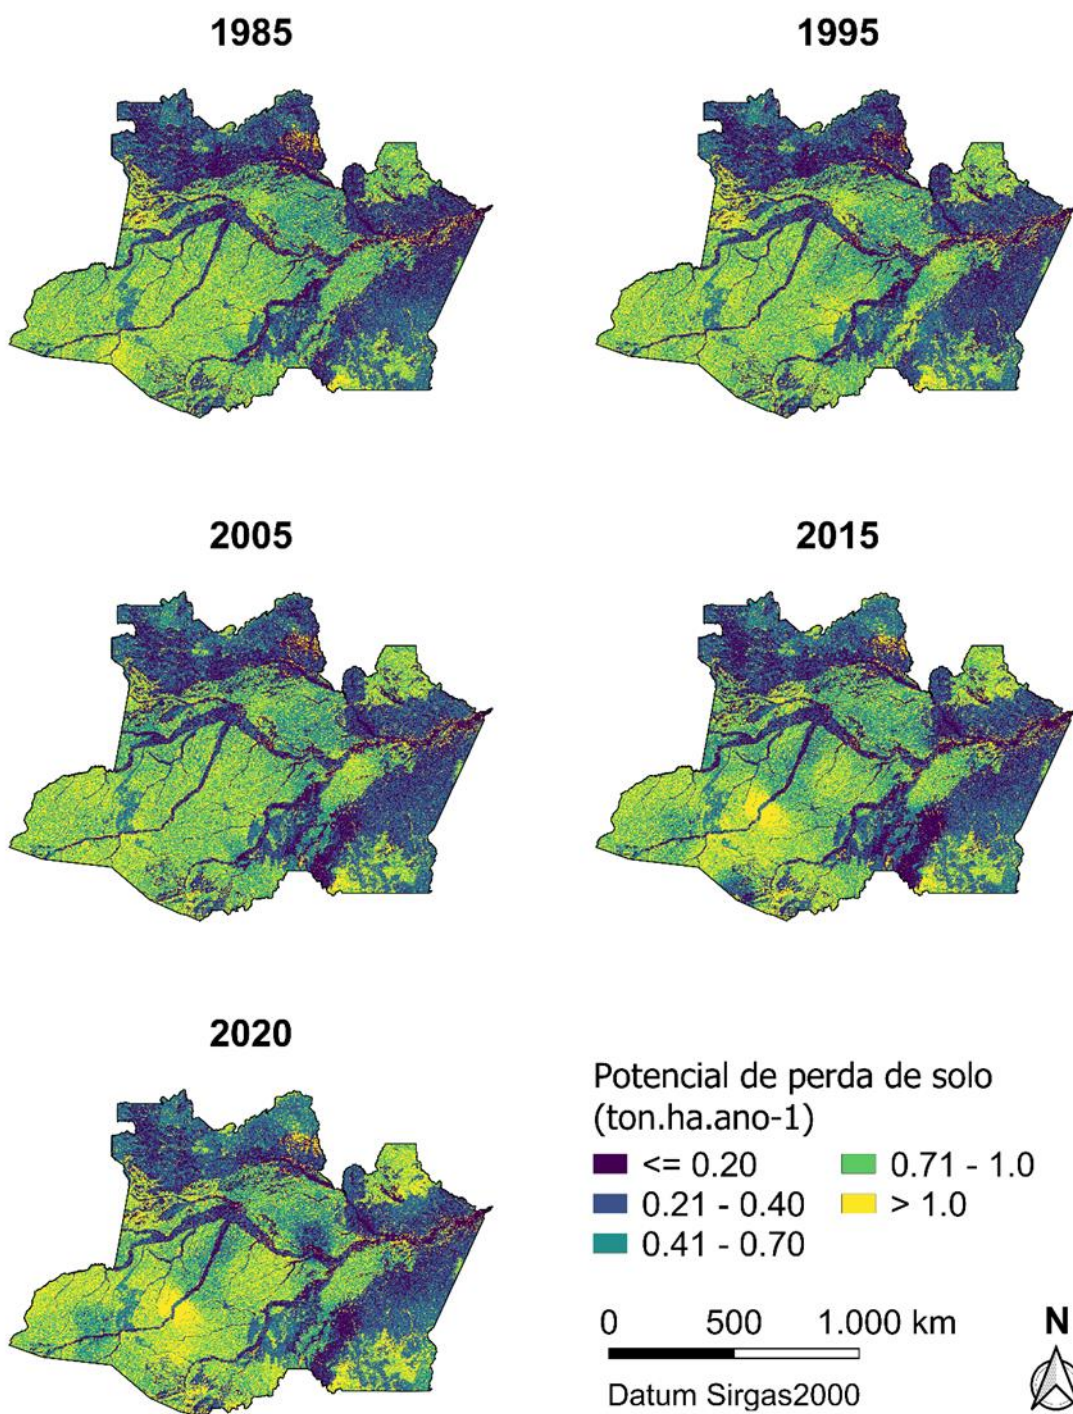 1985
1995
2005
2015
2020
Potencial de perda de solo
(ton.ha.ano-1)
<= 0.20
0.71 - 1.0
0.21 - 0.40
> 1.0
0.41 - 0.70
0 500 1.000 km
N
Datum Sirgas2000